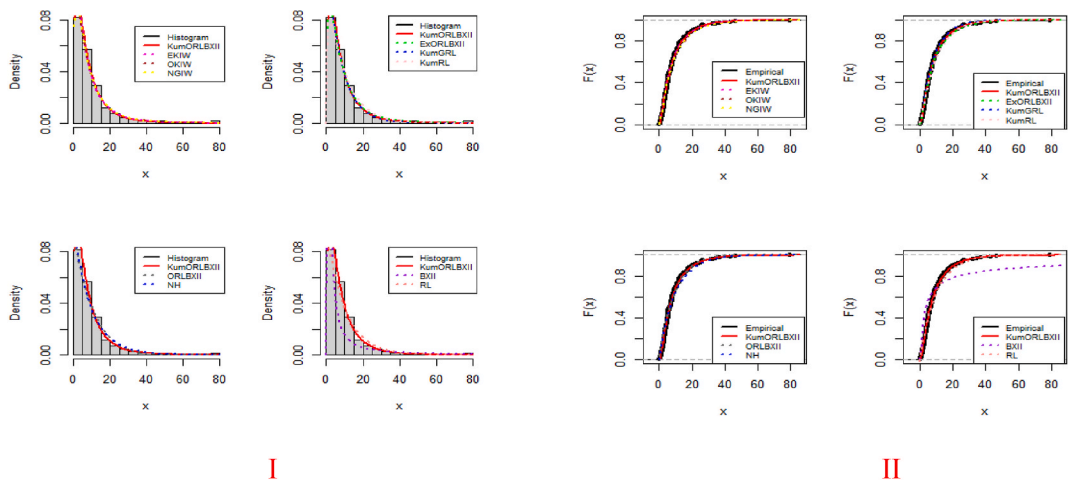 Density
0.00 0.04 0.08
Histogram
KumORLBXII
EKIW
OKIW
NGIW
0 20 40 60 80
x
Density
0.00 0.04 0.08
Histogram
KumORLBXII
ExORLBXII
KumGRL
KumRL
0 20 40 60 80
x
F(x)
0.0 0.4 0.8
Empirical
KumORLBXII
EKIW
OKIW
NGIW
0 20 40 60 80
x
F(x)
0.0 0.4 0.8
Empirical
KumORLBXII
ExORLBXII
KumGRL
KumRL
0 20 40 60 80
x
Density
0.00 0.04 0.08
Histogram
KumORLBXII
ORLBXII
NH
0 20 40 60 80
x
Density
0.00 0.04 0.08
Histogram
KumORLBXII
BXII
RL
0 20 40 60 80
x
F(x)
0.0 0.4 0.8
Empirical
KumORLBXII
ORLBXII
NH
0 20 40 60 80
x
F(x)
0.0 0.4 0.8
Empirical
KumORLBXII
BXII
RL
0 20 40 60 80
x
I
II